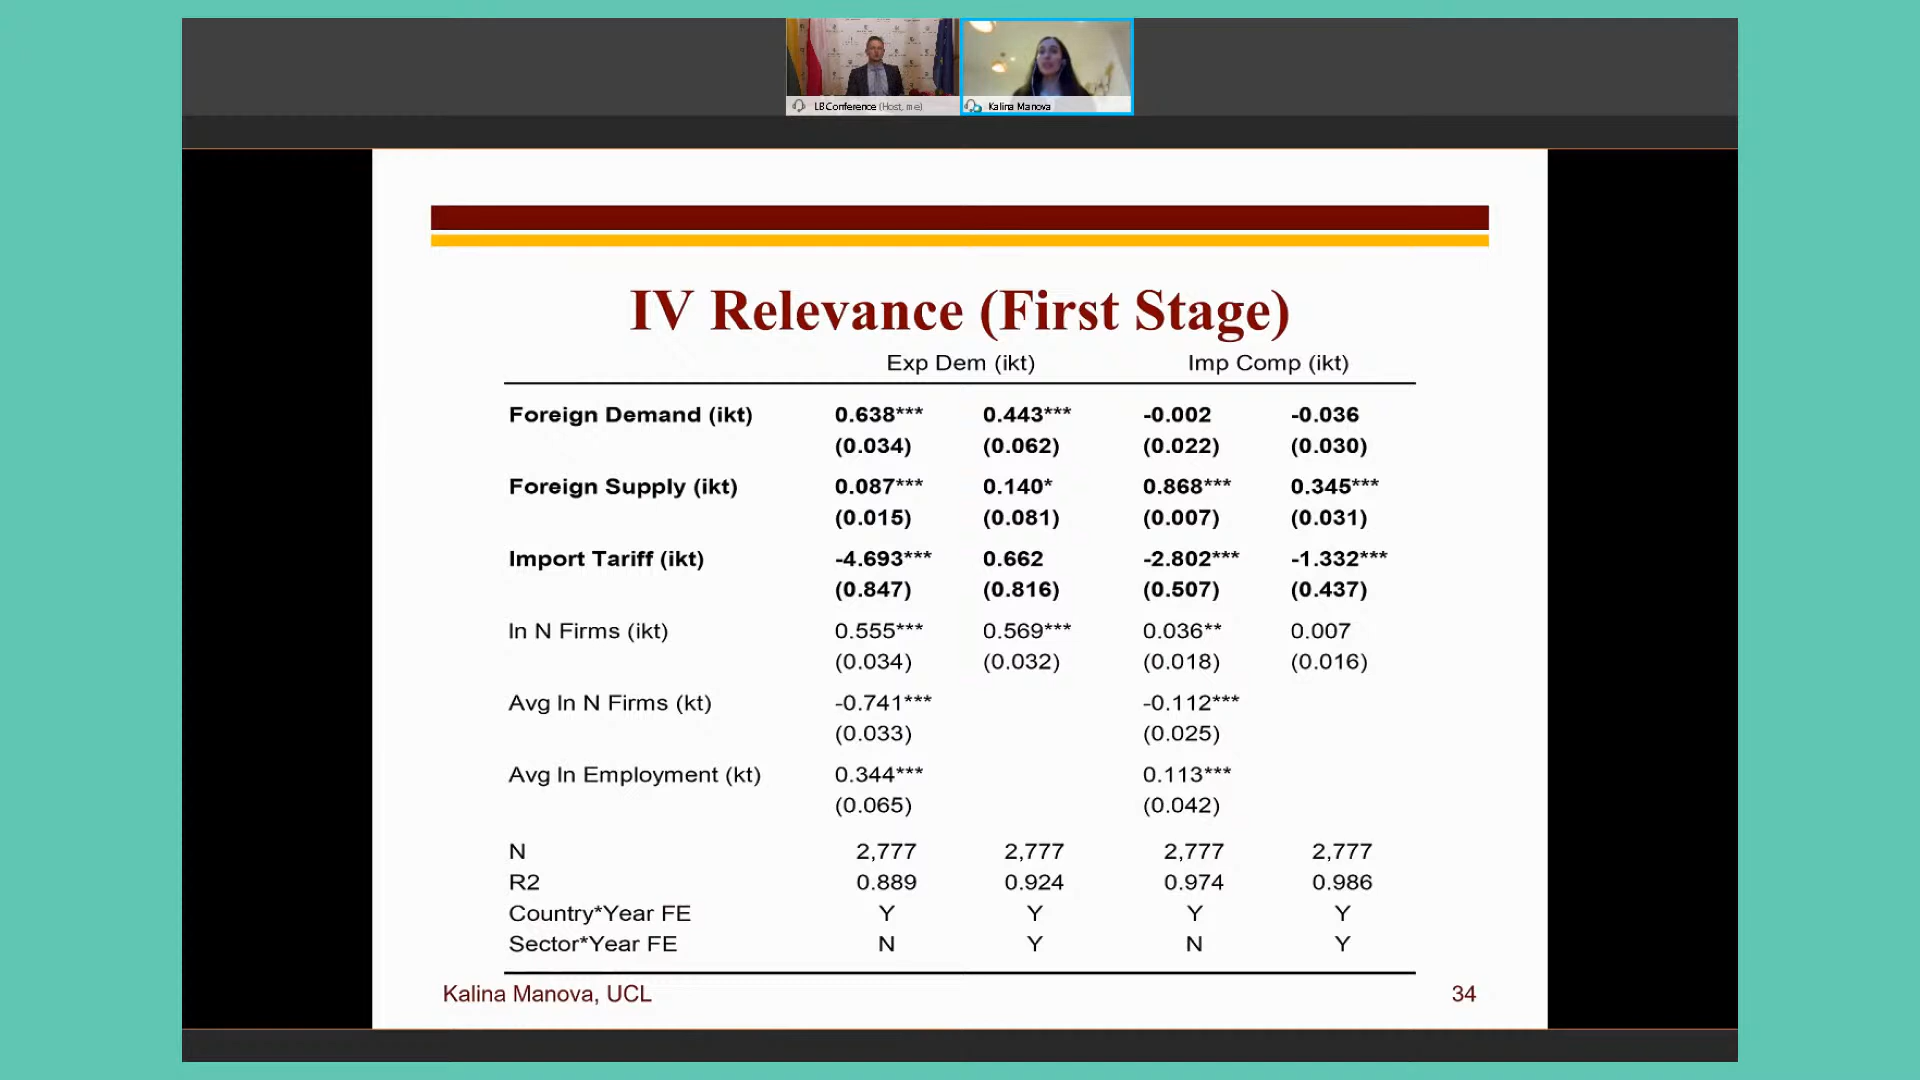 LB Conference (Host, me)
Kalina Manova
IV Relevance (First Stage)
Exp Dem (ikt) Imp Comp (ikt)
Foreign Demand (ikt) 0.638*** 0.443*** -0.002 -0.036
(0.034) (0.062) (0.022) (0.030)
Foreign Supply (ikt) 0.087*** 0.140* 0.868*** 0.345***
(0.015) (0.081) (0.007) (0.031)
Import Tariff (ikt) -4.693*** 0.662 -2.802*** -1.332***
(0.847) (0.816) (0.507) (0.437)
ln N Firms (ikt) 0.555*** 0.569*** 0.036** 0.007
(0.034) (0.032) (0.018) (0.016)
Avg ln N Firms (kt) -0.741*** -0.112***
(0.033) (0.025)
Avg ln Employment (kt) 0.344*** 0.113***
(0.065) (0.042)
N 2,777 2,777 2,777 2,777
R2 0.889 0.924 0.974 0.986
Country*Year FE Y Y Y Y
Sector*Year FE N Y N Y
Kalina Manova, UCL 34